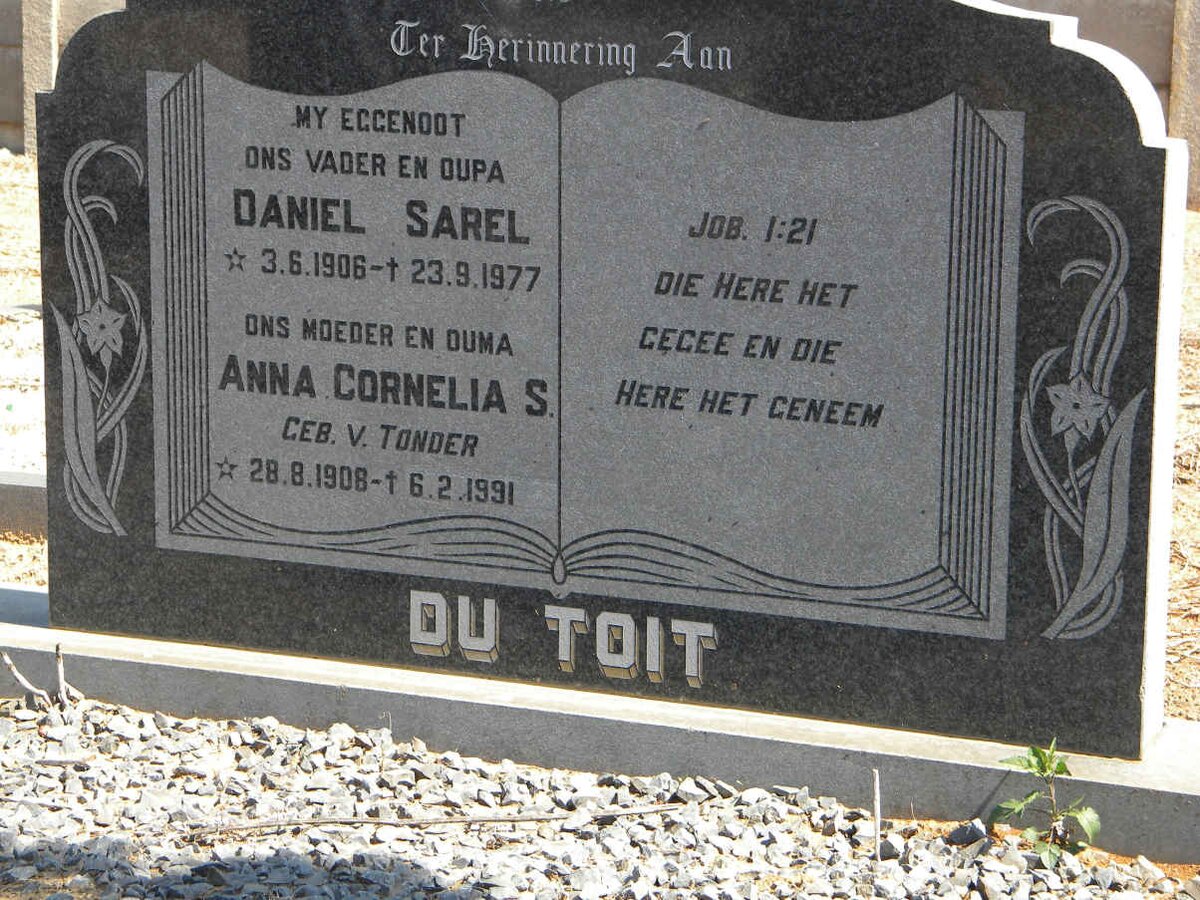 Ter Herinnering Aan
MY EGGENOOT
ONS VADER EN OUPA
DANIEL SAREL
☆ 3.6.1906-† 23.9.1977
ONS MOEDER EN OUMA
ANNA CORNELIA S.
GEB. V. TONDER
☆ 28.8.1908-† 6.2.1991
JOB. 1:21
DIE HERE HET
GEGEE EN DIE
HERE HET GENEEM
DU TOIT